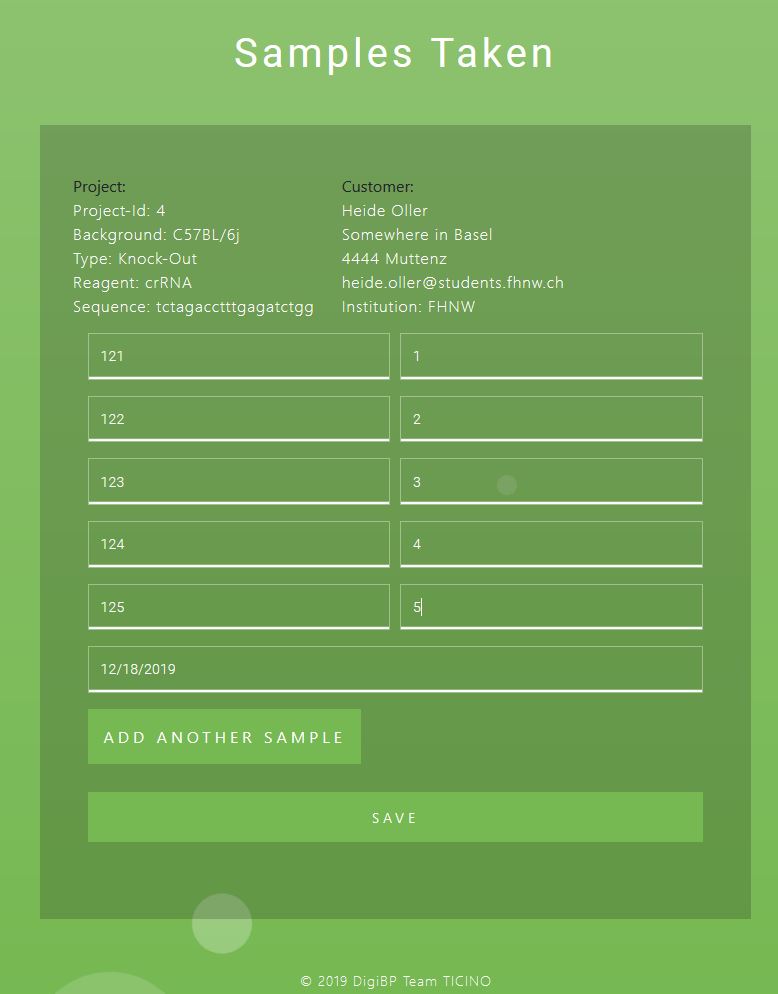 Samples Taken
Project:
Project-Id: 4
Background: C57BL/6j
Type: Knock-Out
Reagent: crRNA
Sequence: tctagacctttgagatctgg
Customer:
Heide Oller
Somewhere in Basel
4444 Muttenz
heide.oller@students.fhnw.ch
Institution: FHNW
121 1
122 2
123 3
124 4
125 5
12/18/2019
ADD ANOTHER SAMPLE
SAVE
© 2019 DigiBP Team TICINO